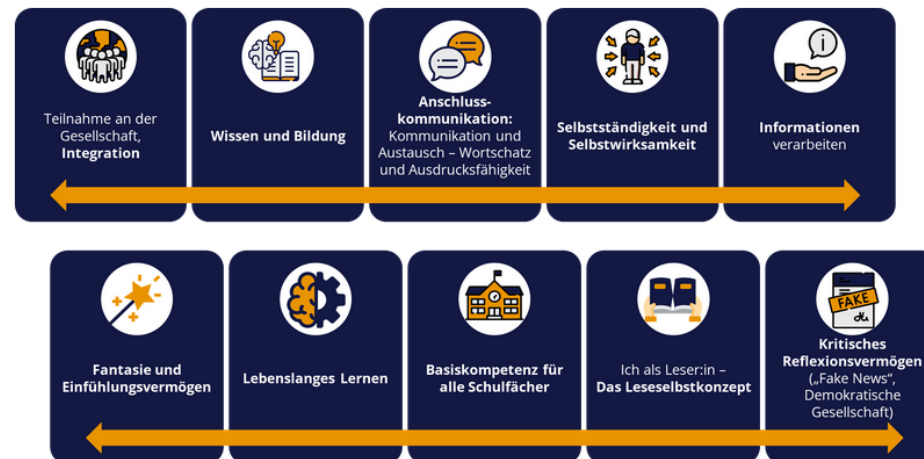 Teilnahme an der
Gesellschaft,
Integration
Wissen und Bildung
Anschluss-
kommunikation:
Kommunikation und
Austausch – Wortschatz
und Ausdrucksfähigkeit
Selbstständigkeit und
Selbstwirksamkeit
Informationen
verarbeiten
Fantasie und
Einfühlungsvermögen
Lebenslanges Lernen
Basiskompetenz für
alle Schulfächer
Ich als Leser:in –
Das Leseselbstkonzept
FAKE
Kritisches
Reflexionsvermögen
(„Fake News“,
Demokratische
Gesellschaft)